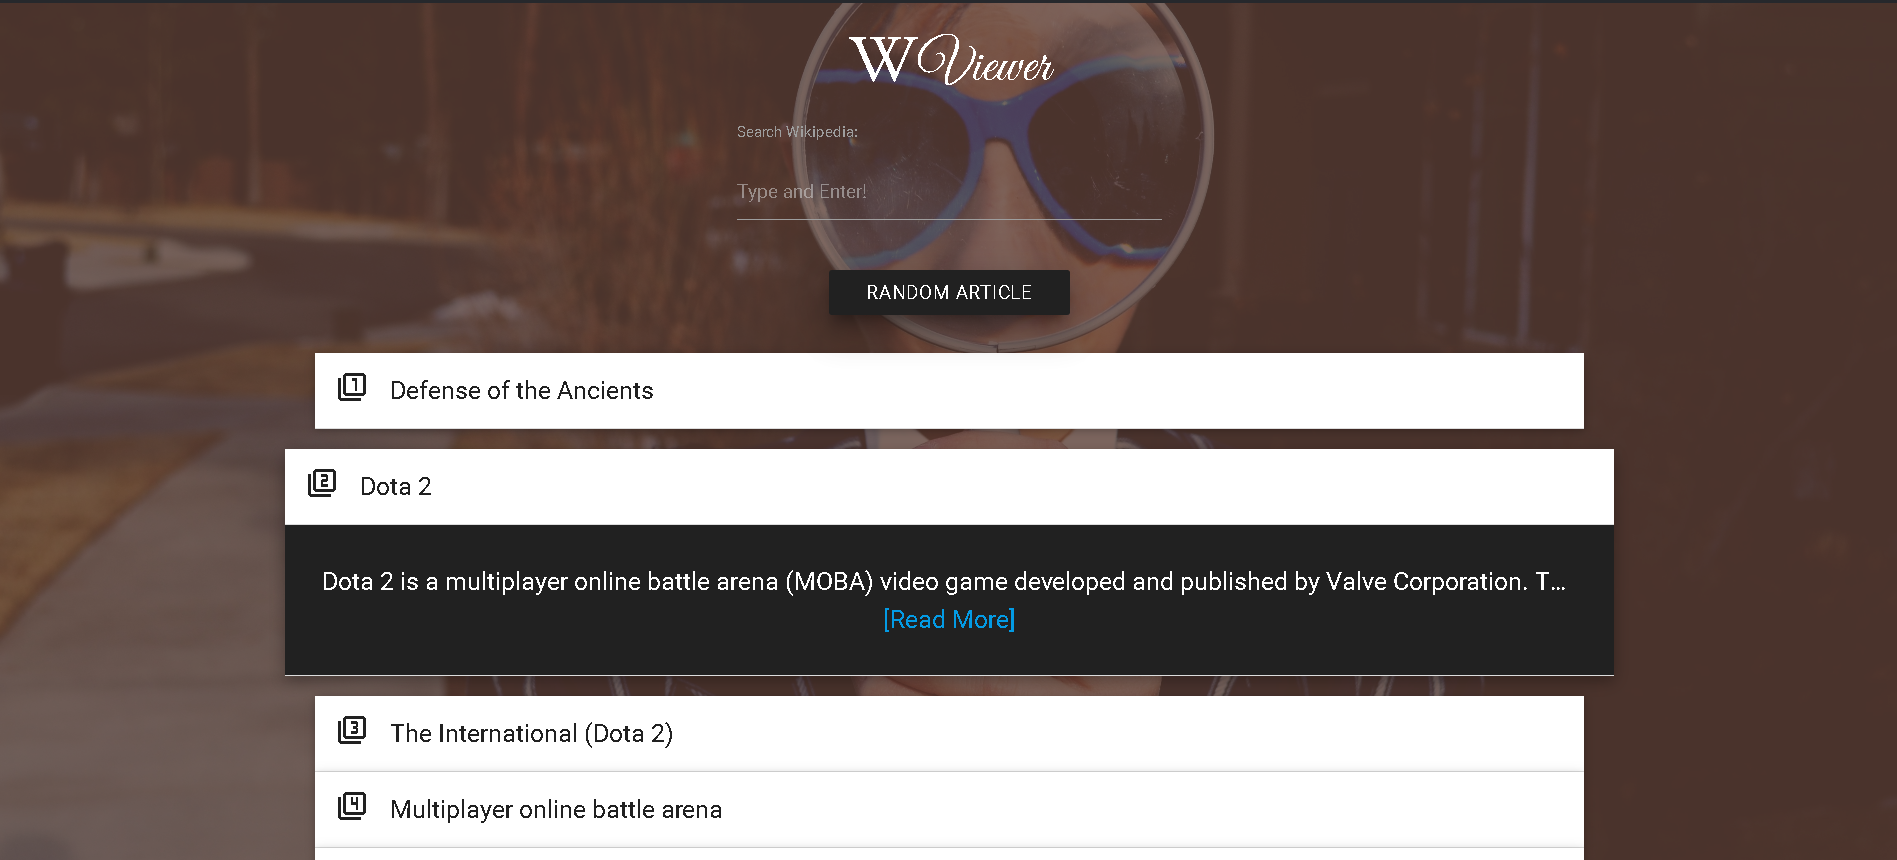 W Viewer
Search Wikipedia:
Type and Enter!
RANDOM ARTICLE
1 Defense of the Ancients
2 Dota 2
Dota 2 is a multiplayer online battle arena (MOBA) video game developed and published by Valve Corporation. T...
[Read More]
3 The International (Dota 2)
4 Multiplayer online battle arena